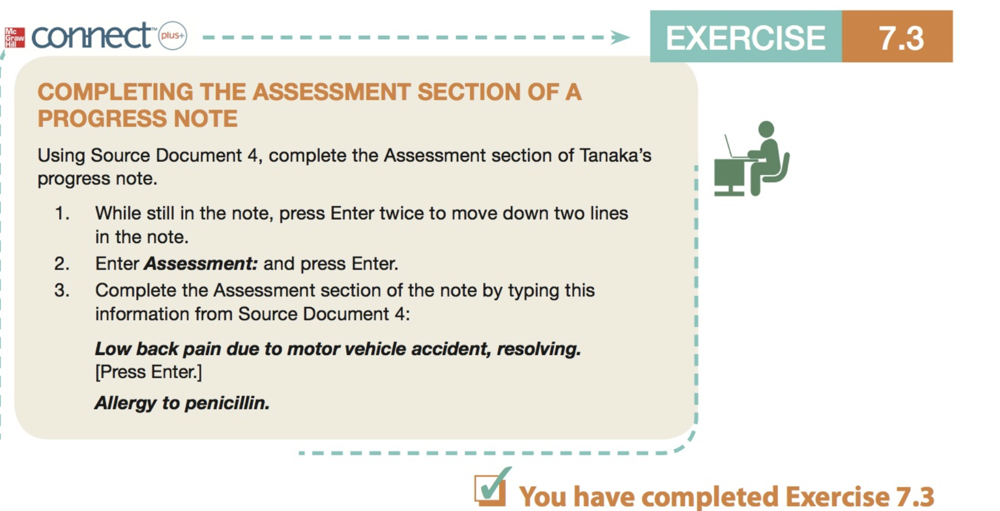 Mc
Graw
Hill
connect™ plus+
EXERCISE 7.3
COMPLETING THE ASSESSMENT SECTION OF A
PROGRESS NOTE
Using Source Document 4, complete the Assessment section of Tanaka’s
progress note.
1. While still in the note, press Enter twice to move down two lines
in the note.
2. Enter Assessment: and press Enter.
3. Complete the Assessment section of the note by typing this
information from Source Document 4:
Low back pain due to motor vehicle accident, resolving.
[Press Enter.]
Allergy to penicillin.
You have completed Exercise 7.3